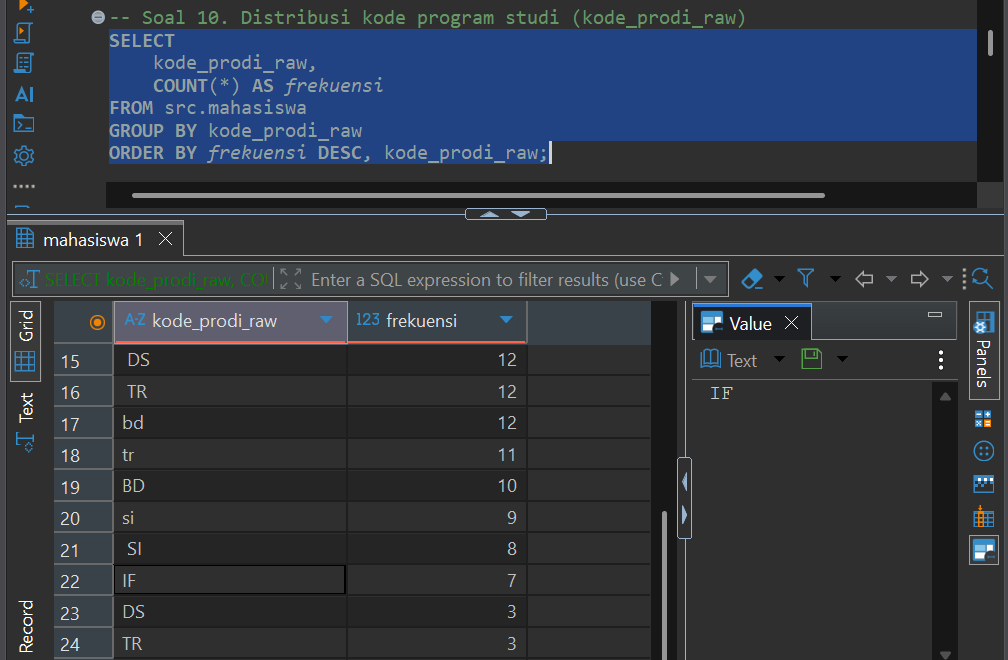 -- Soal 10. Distribusi kode program studi (kode_prodi_raw)
SELECT
kode_prodi_raw,
COUNT(*) AS frekuensi
FROM src.mahasiswa
GROUP BY kode_prodi_raw
ORDER BY frekuensi DESC, kode_prodi_raw;
AI
mahasiswa 1
SELECT kode_prodi_raw, CO
Enter a SQL expression to filter results (use C
Grid
Text
Record
A-Z kode_prodi_raw 123 frekuensi
15 DS 12
16 TR 12
17 bd 12
18 tr 11
19 BD 10
20 si 9
21 SI 8
22 IF 7
23 DS 3
24 TR 3
Value
Text
IF
Panels